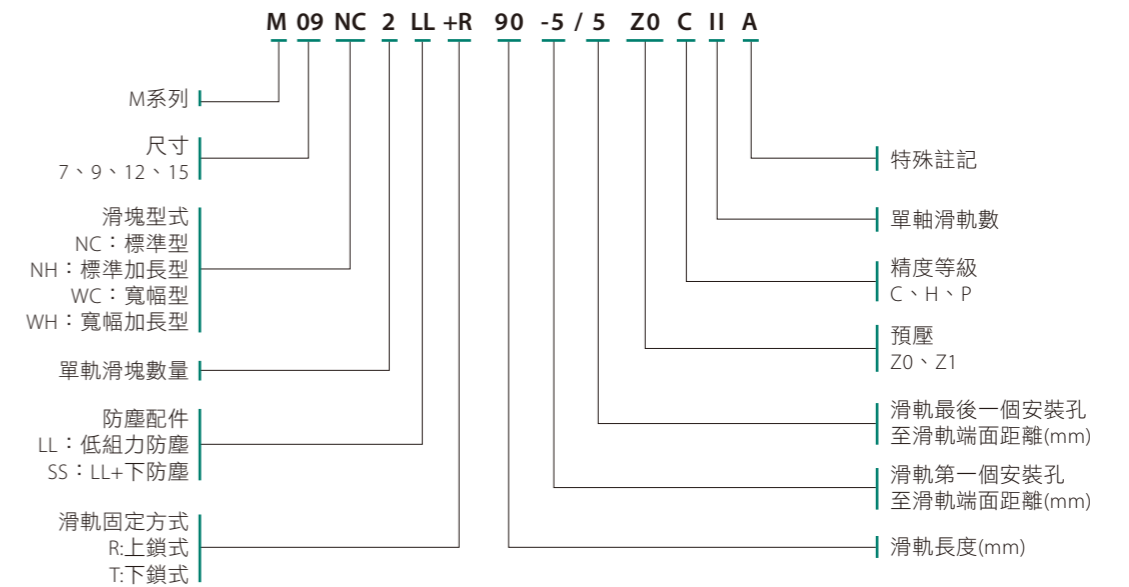 M 09 NC 2 LL +R 90 -5 / 5 Z0 C II A
M系列
尺寸
7、9、12、15
滑塊型式
NC：標準型
NH：標準加長型
WC：寬幅型
WH：寬幅加長型
單軌滑塊數量
防塵配件
LL：低組力防塵
SS：LL+下防塵
滑軌固定方式
R:上鎖式
T:下鎖式
特殊註記
單軸滑軌數
精度等級
C、H、P
預壓
Z0、Z1
滑軌最後一個安裝孔
至滑軌端面距離(mm)
滑軌第一個安裝孔
至滑軌端面距離(mm)
滑軌長度(mm)